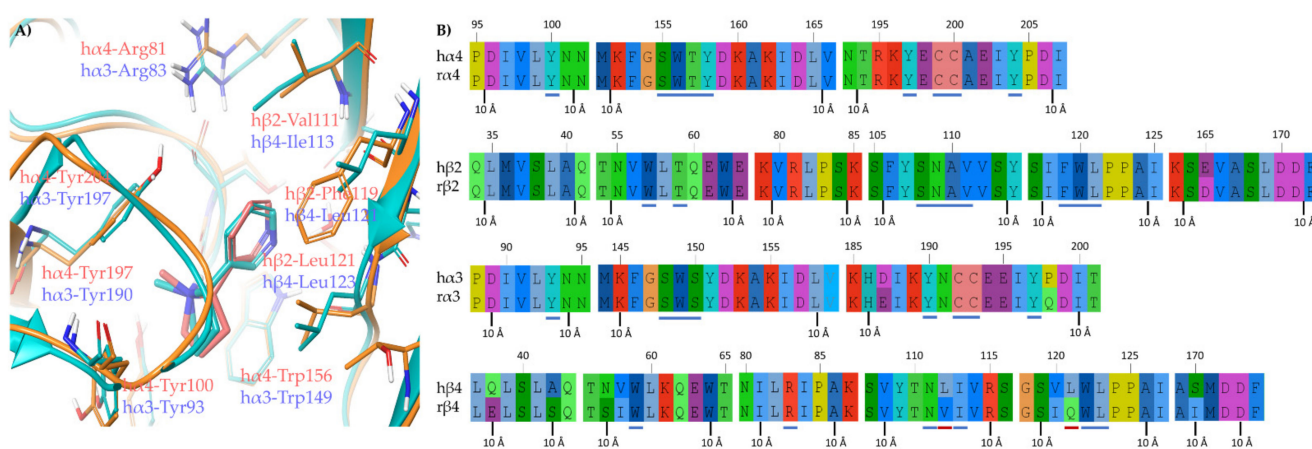 A)
hα4-Arg81
hα3-Arg83
hβ2-Val111
hβ4-Ile113
hα4-Tyr204
hα3-Tyr197
hβ2-Phe119
hβ4-Leu121
hβ2-Leu121
hβ4-Leu123
hα4-Tyr197
hα3-Tyr190
hα4-Tyr100
hα3-Tyr93
hα4-Trp156
hα3-Trp149
B)
95 100 155 160 165 195 200 205
hα4 PDIVLYNN MKFGSWTYDKAKIDLV NTRKYECCAEIYPDI
rα4 PDIVLYNN MKFGSWTYDKAKIDLV NTRKYECCAEIYPDI
10 Å 10 Å 10 Å 10 Å 10 Å 10 Å
35 40 55 60 80 85 105 110 120 125 165 170
hβ2 QLMVSLAQ TNVWLTQEWE KVRLPSK SFYSNAVVSY SIFWLPPAI KSEVASLDDF
rβ2 QLMVSLAQ TNVWLTQEWE KVRLPSK SFYSNAVVSY SIFWLPPAI KSDVASLDDF
10 Å 10 Å 10 Å 10 Å 10 Å 10 Å 10 Å 10 Å 10 Å 10 Å 10 Å 10 Å
90 95 145 150 155 185 190 195 200
hα3 PDIVLYNN MKFGSWSYDKAKIDL KHDIKYNCCEEIYPDIT
rα3 PDIVLYNN MKFGSWSYDKAKIDL KHEIKYNCCEEIYQDIT
10 Å 10 Å 10 Å 10 Å 10 Å 10 Å
40 60 65 80 85 110 115 120 125 170
hβ4 LQLSLAQ TNVWLKQEWT NILRIPAK SVYTNLIVRS GSVLWLPPAI ASMDDF
rβ4 LELSLSQ TSIWLKQEWT NILRIPAK SVYTNVIVRS GSIQWLPPAI AIMDDF
10 Å 10 Å 10 Å 10 Å 10 Å 10 Å 10 Å 10 Å 10 Å 10 Å 10 Å 10 Å